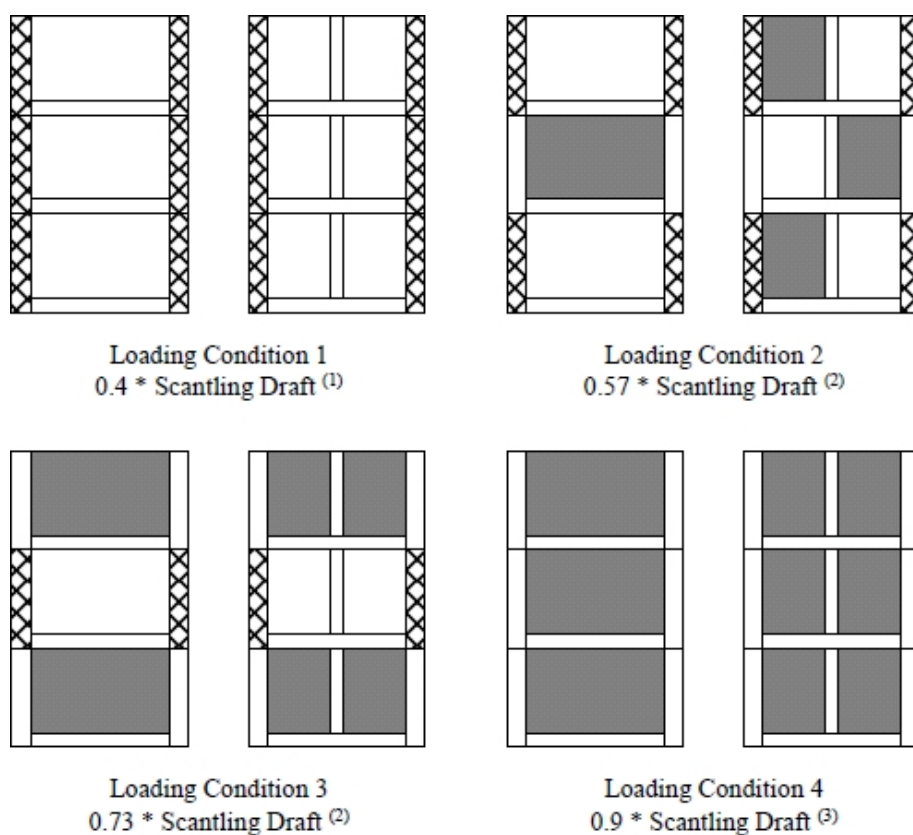 Loading Condition 1
0.4 * Scantling Draft (1)
Loading Condition 2
0.57 * Scantling Draft (2)
Loading Condition 3
0.73 * Scantling Draft (2)
Loading Condition 4
0.9 * Scantling Draft (3)